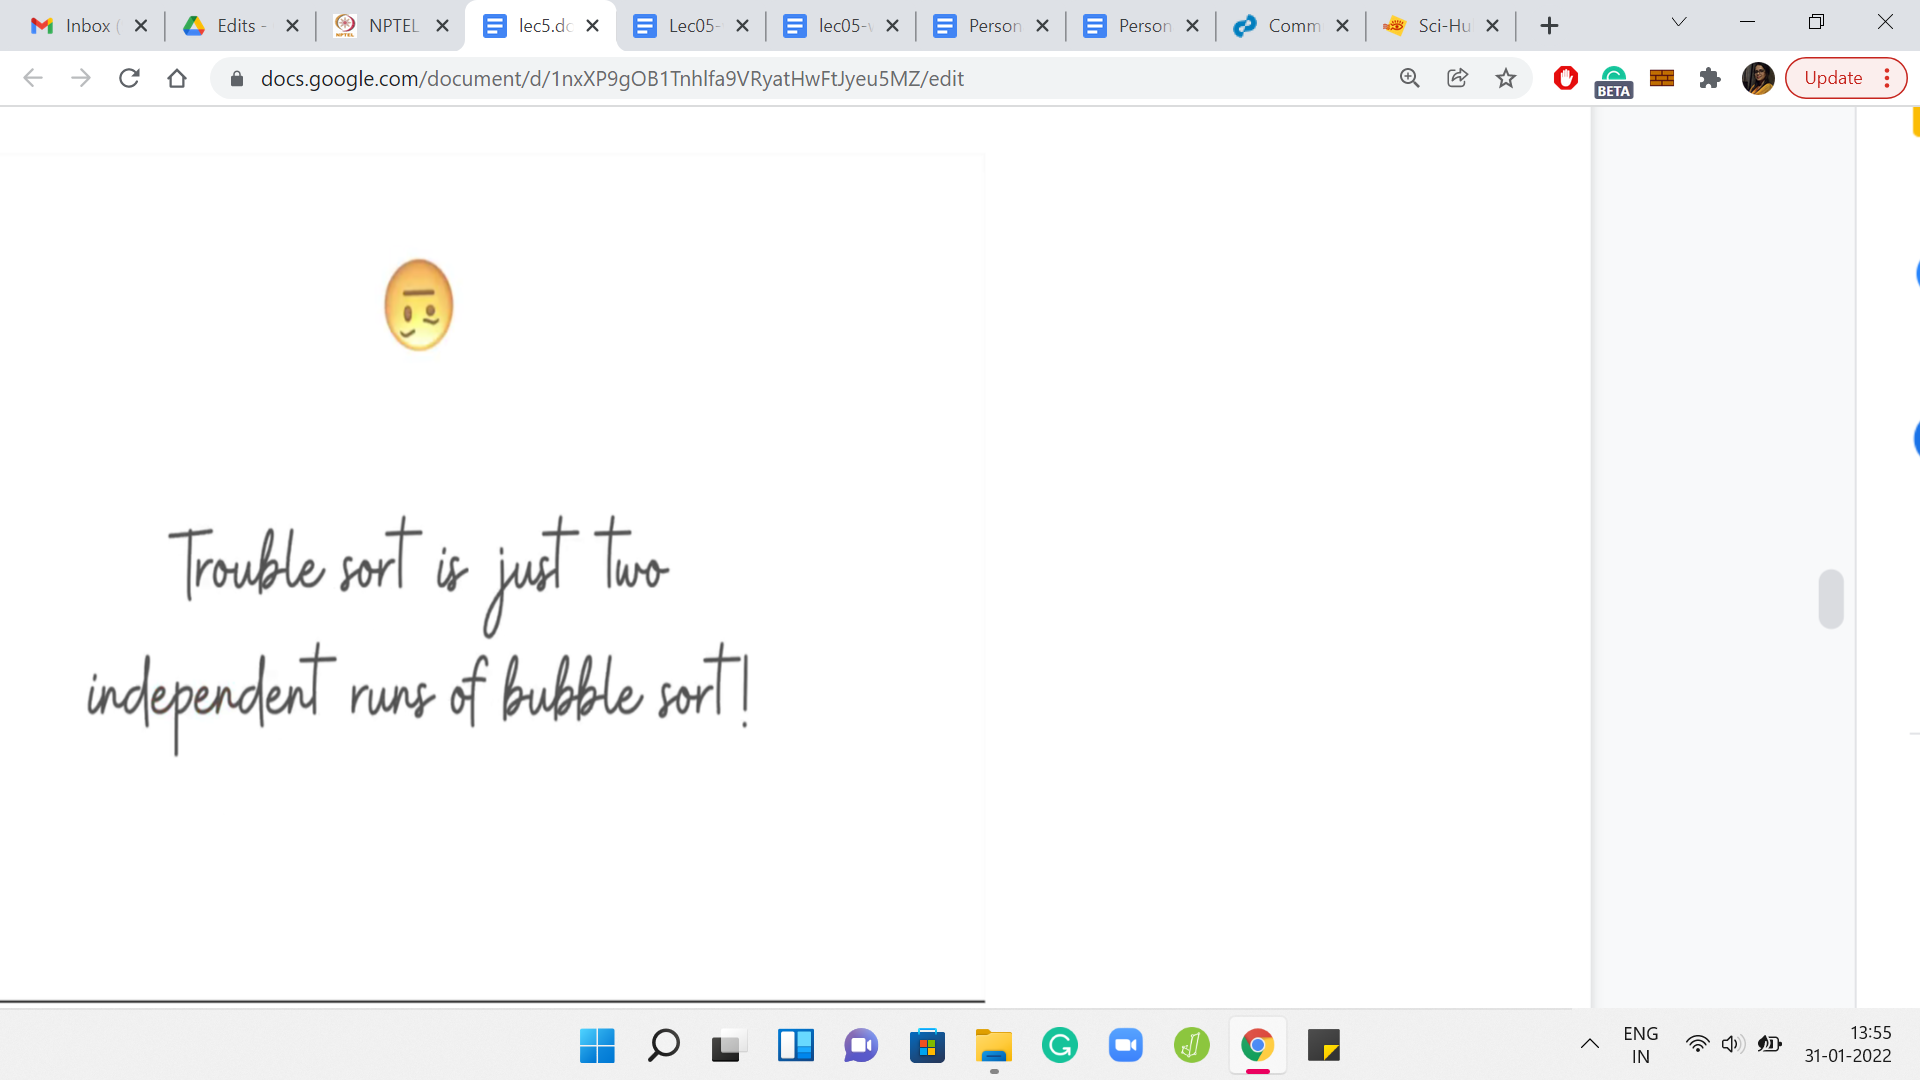 Inbox (
Edits -
NPTEL
lec5.do
Lec05-
lec05-v
Person
Person
Comm
Sci-Hu
docs.google.com/document/d/1nxXP9gOB1Tnhlfa9VRyatHwFtJyeu5MZ/edit
BETA
Update
Trouble sort is just two
independent runs of bubble sort!
ENG
IN
13:55
31-01-2022